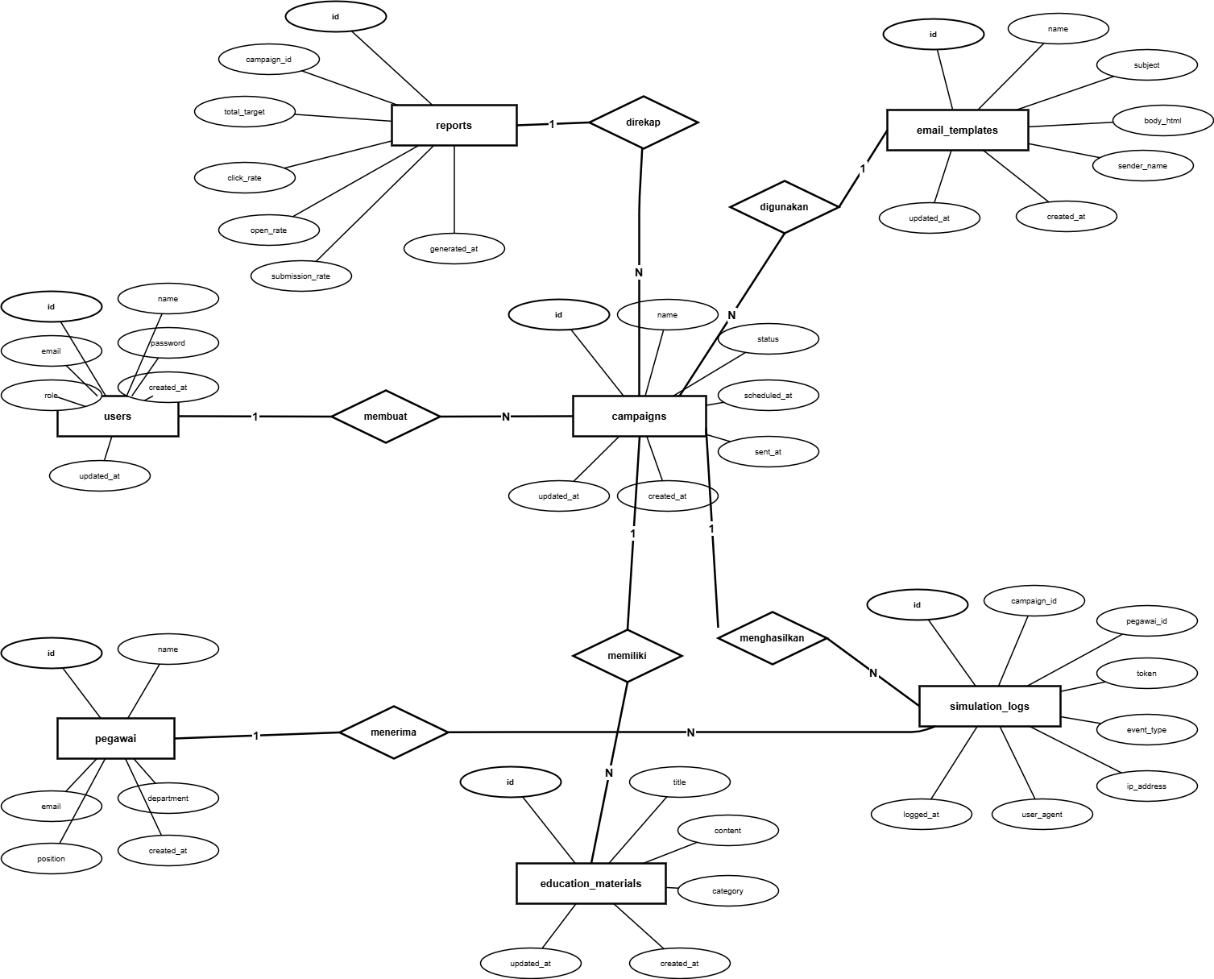 id
campaign_id
total_target
click_rate
open_rate
submission_rate
generated_at
reports
1
direkap
N
id
name
subject
body_html
sender_name
created_at
updated_at
email_templates
1
digunakan
N
id
name
email
password
role
created_at
users
updated_at
1
membuat
N
id
name
status
scheduled_at
sent_at
campaigns
updated_at
created_at
1
1
memiliki
N
menghasilkan
N
id
campaign_id
pegawai_id
token
event_type
ip_address
user_agent
logged_at
simulation_logs
id
name
pegawai
email
department
position
created_at
1
menerima
N
id
title
content
category
education_materials
updated_at
created_at